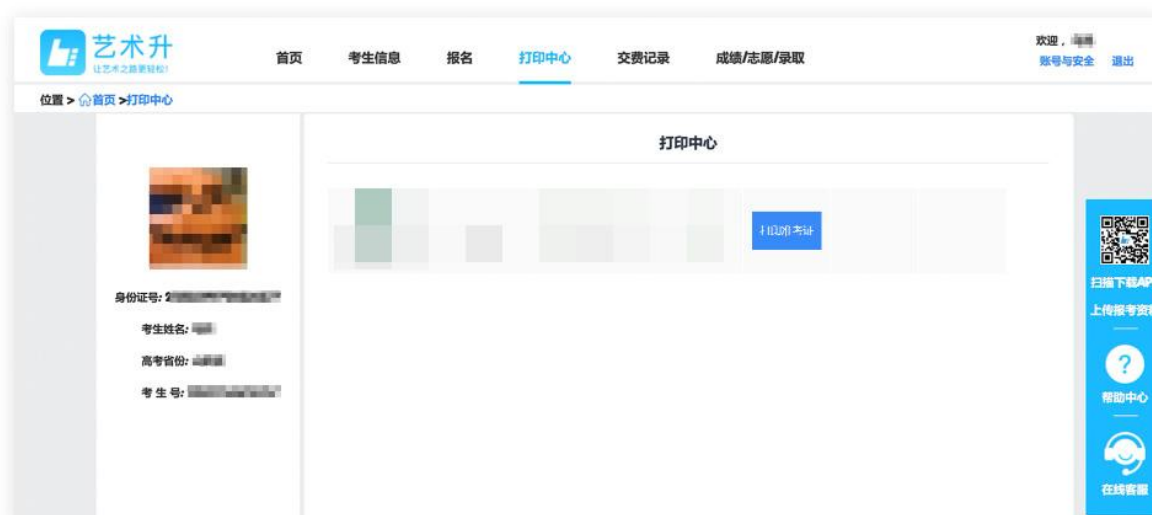 艺术升
让艺术之路更轻松!
首页 考生信息 报名 打印中心 交费记录 成绩/志愿/录取
欢迎，
账号与安全 退出
位置 > 首页 >打印中心
打印中心
打印准考证
身份证号: 2
考生姓名:
高考省份:
考 生 号:
扫描下载AP
上传报考资料
?
帮助中心
在线客服